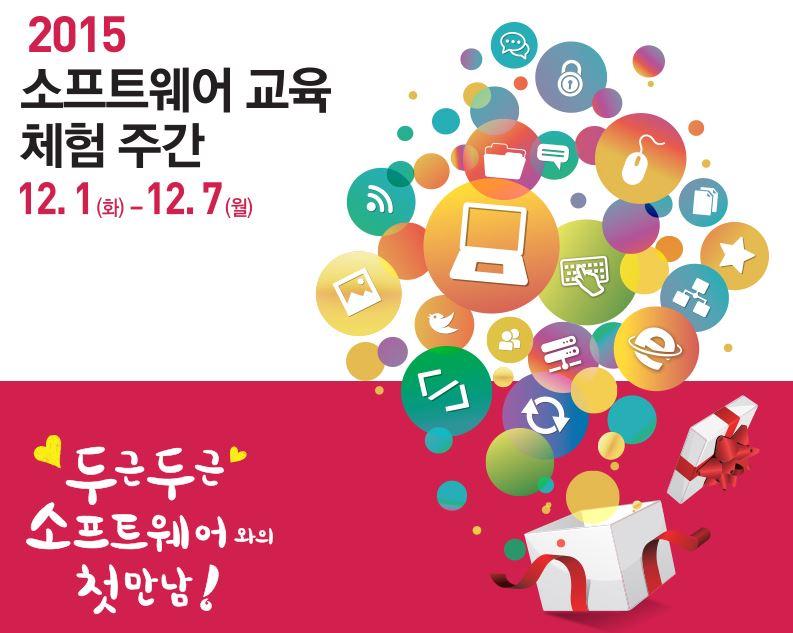 2015
소프트웨어 교육
체험 주간
12. 1(화) – 12. 7(월)
두근두근
소프트웨어와의
첫만남!